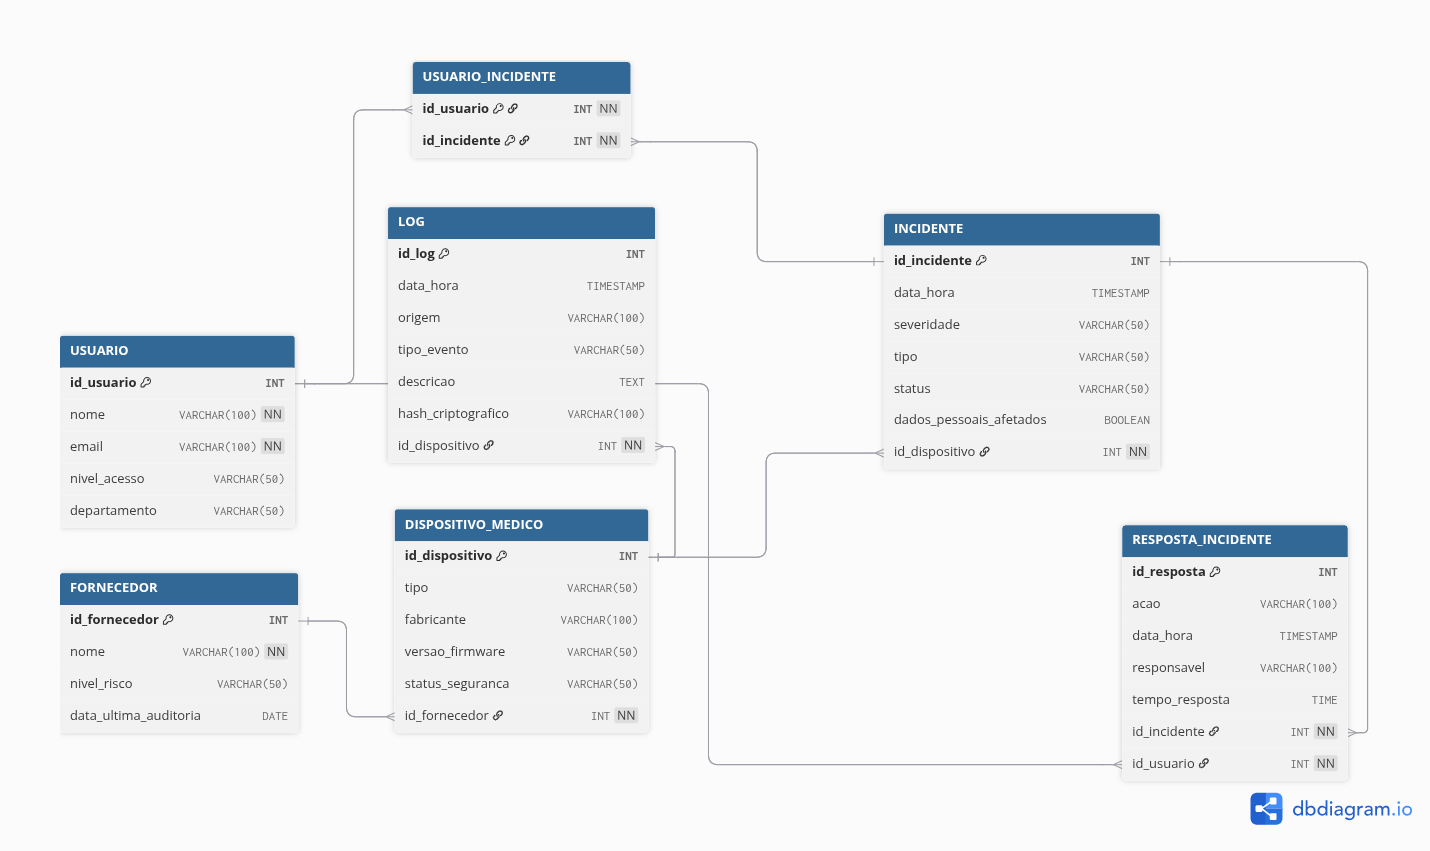 USUARIO_INCIDENTE
id_usuario INT NN
id_incidente INT NN
LOG
id_log INT
data_hora TIMESTAMP
origem VARCHAR(100)
tipo_evento VARCHAR(50)
descricao TEXT
hash_criptografico VARCHAR(100)
id_dispositivo INT NN
INCIDENTE
id_incidente INT
data_hora TIMESTAMP
severidade VARCHAR(50)
tipo VARCHAR(50)
status VARCHAR(50)
dados_pessoais_afetados BOOLEAN
id_dispositivo INT NN
USUARIO
id_usuario INT
nome VARCHAR(100) NN
email VARCHAR(100) NN
nivel_acesso VARCHAR(50)
departamento VARCHAR(50)
DISPOSITIVO_MEDICO
id_dispositivo INT
tipo VARCHAR(50)
fabricante VARCHAR(100)
versao_firmware VARCHAR(50)
status_seguranca VARCHAR(50)
id_fornecedor INT NN
FORNECEDOR
id_fornecedor INT
nome VARCHAR(100) NN
nivel_risco VARCHAR(50)
data_ultima_auditoria DATE
RESPOSTA_INCIDENTE
id_resposta INT
acao VARCHAR(100)
data_hora TIMESTAMP
responsavel VARCHAR(100)
tempo_resposta TIME
id_incidente INT NN
id_usuario INT NN
dbdiagram.io